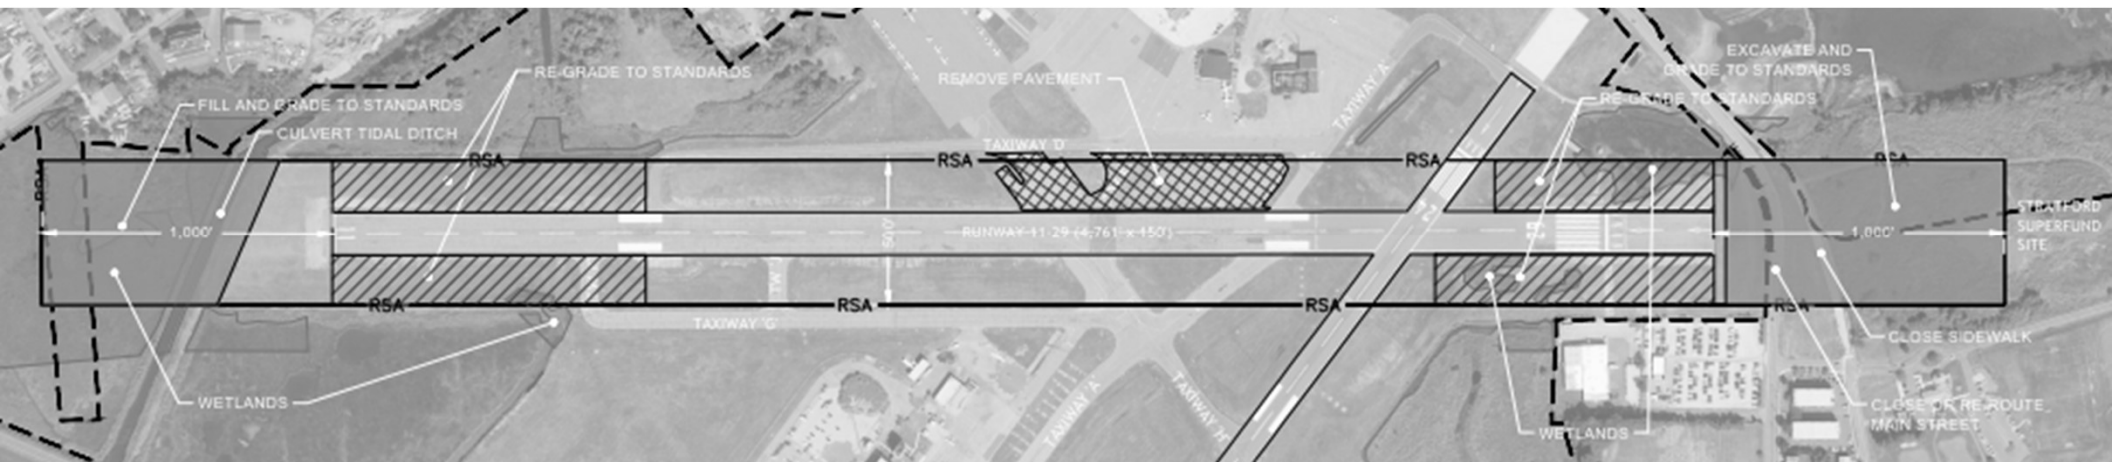 EXCAVATE AND
GRADE TO STANDARDS
RE-GRADE TO STANDARDS
REMOVE PAVEMENT
RE-GRADE TO STANDARDS
FILL AND GRADE TO STANDARDS
CULVERT TIDAL DITCH
TAXIWAY 'A'
TAXIWAY 'D'
RSA
RSA
RSA
RSA
RSA
STRATFORD
SUPERFUND
SITE
1,000'
RUNWAY 11-29 (4,761' x 150')
500'
29
1,000'
RSA
RSA
RSA
RSA
TAXIWAY 'G'
CLOSE SIDEWALK
WETLANDS
TAXIWAY 'A'
TAXIWAY 'H'
CLOSE OR RE-ROUTE
MAIN STREET
WETLANDS